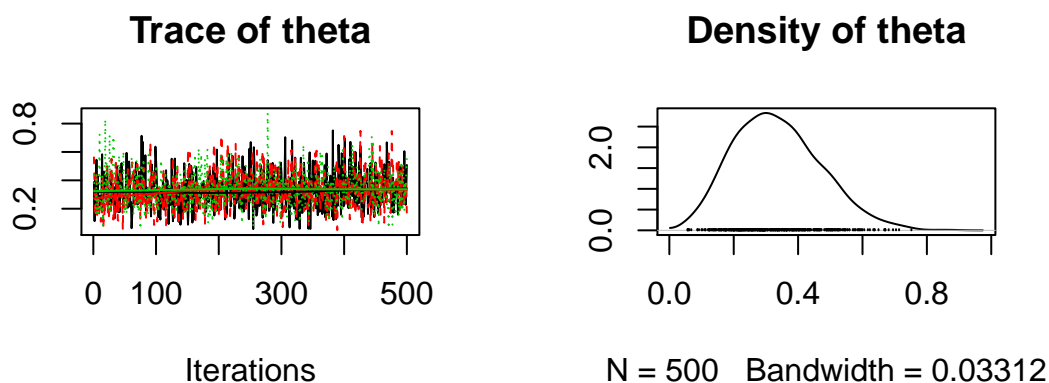 Trace of theta
0.8
0.2
0 100 300 500
Iterations
Density of theta
2.0
0.0
0.0 0.4 0.8
N = 500 Bandwidth = 0.03312